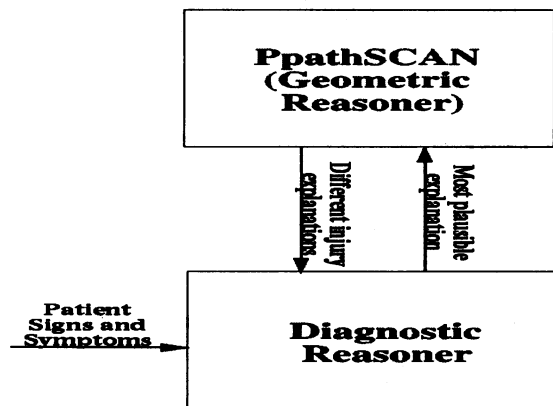 PpathSCAN
(Geometric
Reasoner)
Different injury
explanations
Most plausible
explanation
Patient
Signs and
Symptoms
Diagnostic
Reasoner